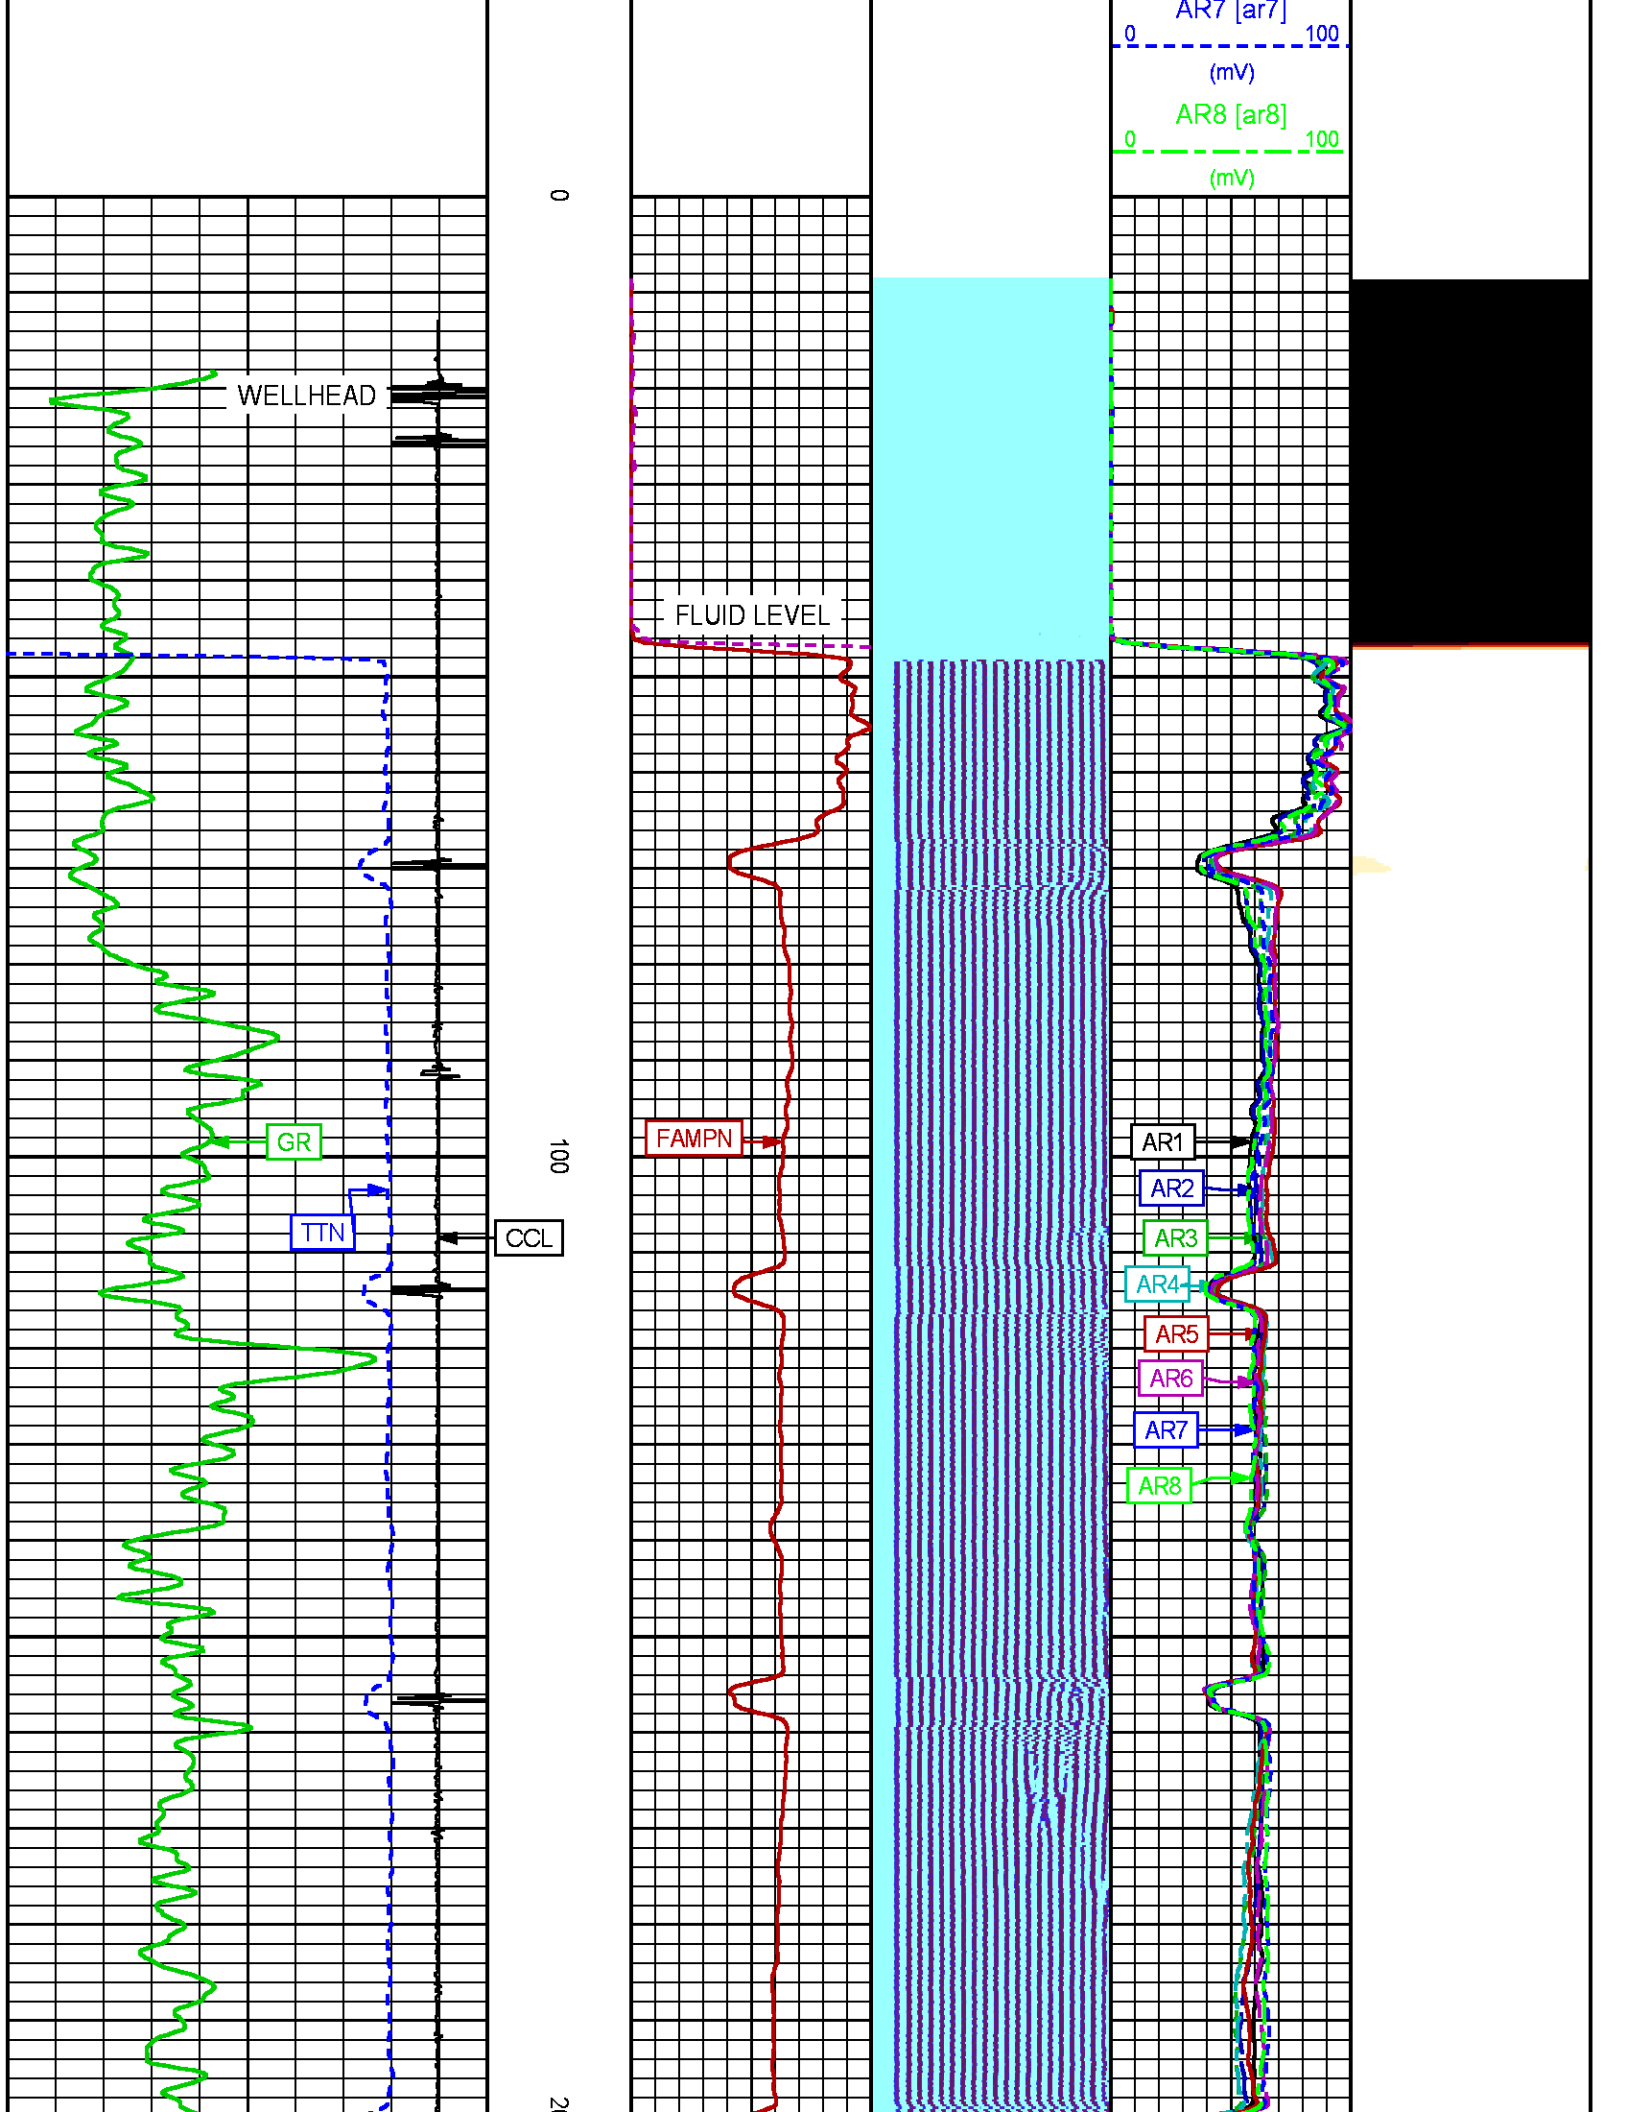 AR7 [ar7]
0 100
(mV)
AR8 [ar8]
0 100
(mV)
0
WELLHEAD
FLUID LEVEL
100
GR
FAMPN
AR1
AR2
TTN
CCL
AR3
AR4
AR5
AR6
AR7
AR8